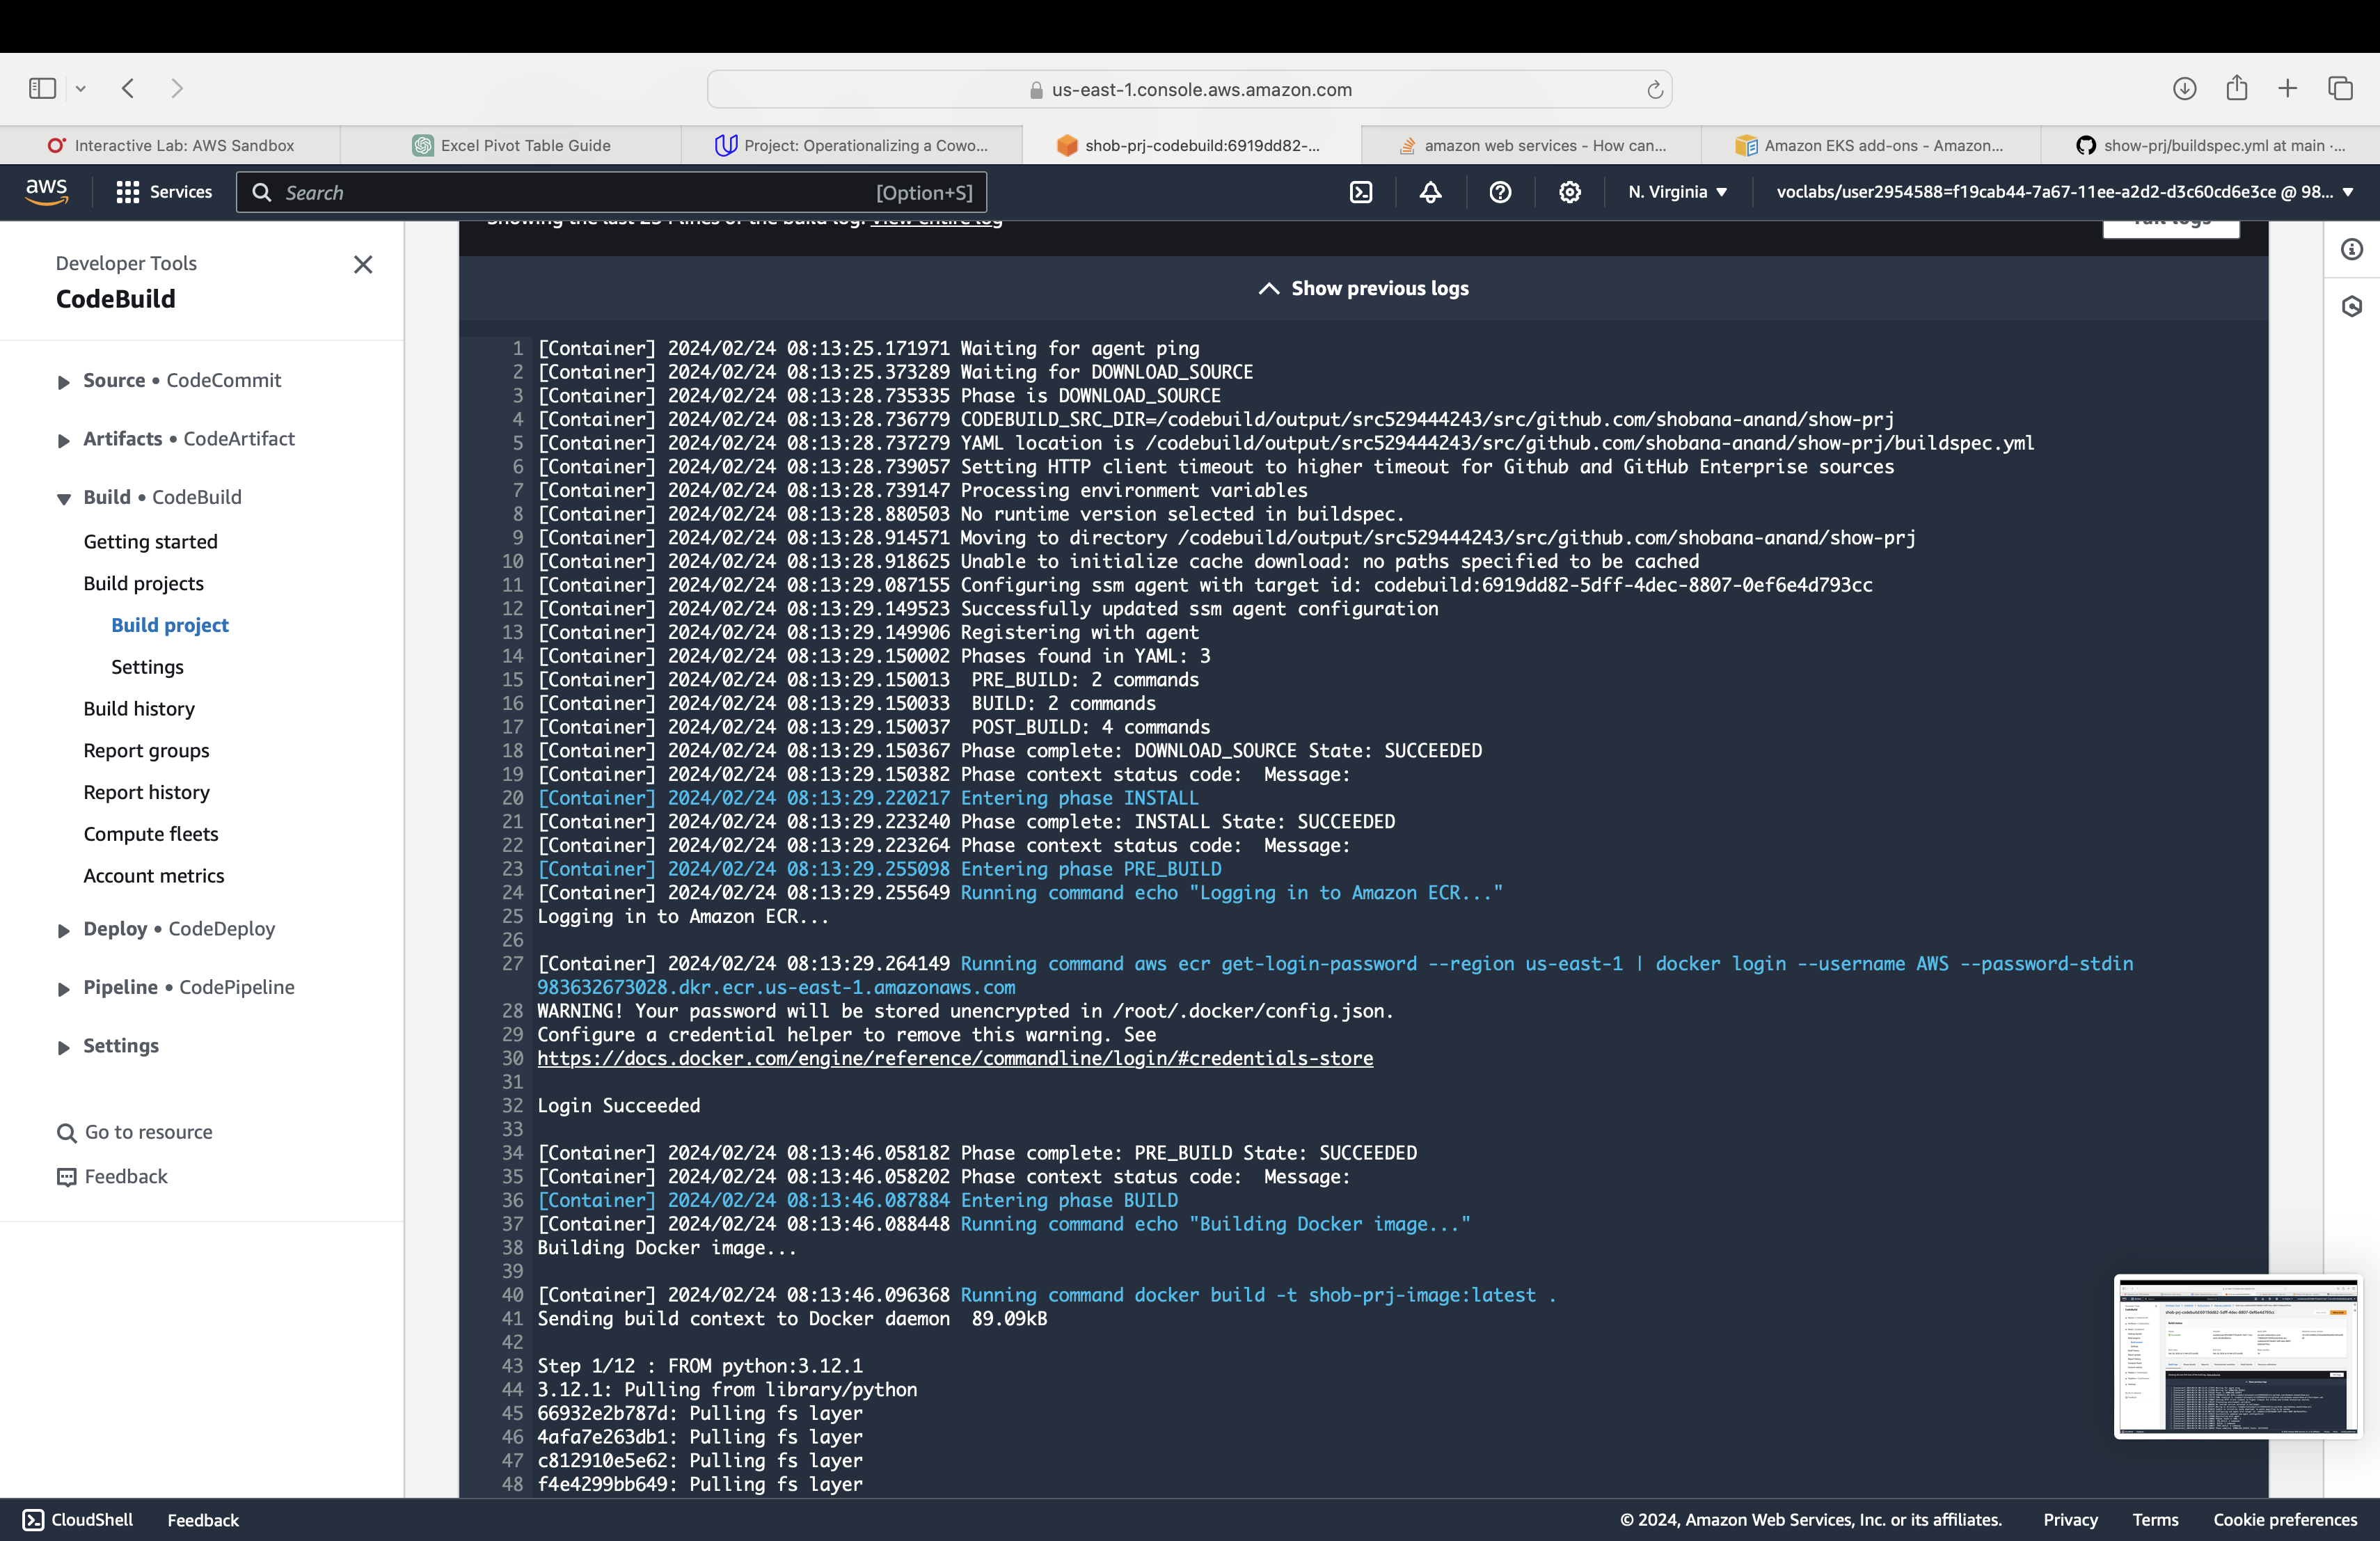 us-east-1.console.aws.amazon.com
Interactive Lab: AWS Sandbox
Excel Pivot Table Guide
Project: Operationalizing a Cowo...
shob-prj-codebuild:6919dd82-...
amazon web services - How can...
Amazon EKS add-ons - Amazon...
show-prj/buildspec.yml at main ·...
aws
Services
Search
[Option+S]
N. Virginia
voclabs/user2954588=f19cab44-7a67-11ee-a2d2-d3c60cd6e3ce @ 98...
Developer Tools
CodeBuild
Source • CodeCommit
Artifacts • CodeArtifact
Build • CodeBuild
Getting started
Build projects
Build project
Settings
Build history
Report groups
Report history
Compute fleets
Account metrics
Deploy • CodeDeploy
Pipeline • CodePipeline
Settings
Go to resource
Feedback
Showing the last 254 lines of the build log. View entire log
Tail logs
Show previous logs
1 [Container] 2024/02/24 08:13:25.171971 Waiting for agent ping
2 [Container] 2024/02/24 08:13:25.373289 Waiting for DOWNLOAD_SOURCE
3 [Container] 2024/02/24 08:13:28.735335 Phase is DOWNLOAD_SOURCE
4 [Container] 2024/02/24 08:13:28.736779 CODEBUILD_SRC_DIR=/codebuild/output/src529444243/src/github.com/shobana-anand/show-prj
5 [Container] 2024/02/24 08:13:28.737279 YAML location is /codebuild/output/src529444243/src/github.com/shobana-anand/show-prj/buildspec.yml
6 [Container] 2024/02/24 08:13:28.739057 Setting HTTP client timeout to higher timeout for Github and GitHub Enterprise sources
7 [Container] 2024/02/24 08:13:28.739147 Processing environment variables
8 [Container] 2024/02/24 08:13:28.880503 No runtime version selected in buildspec.
9 [Container] 2024/02/24 08:13:28.914571 Moving to directory /codebuild/output/src529444243/src/github.com/shobana-anand/show-prj
10 [Container] 2024/02/24 08:13:28.918625 Unable to initialize cache download: no paths specified to be cached
11 [Container] 2024/02/24 08:13:29.087155 Configuring ssm agent with target id: codebuild:6919dd82-5dff-4dec-8807-0ef6e4d793cc
12 [Container] 2024/02/24 08:13:29.149523 Successfully updated ssm agent configuration
13 [Container] 2024/02/24 08:13:29.149906 Registering with agent
14 [Container] 2024/02/24 08:13:29.150002 Phases found in YAML: 3
15 [Container] 2024/02/24 08:13:29.150013  PRE_BUILD: 2 commands
16 [Container] 2024/02/24 08:13:29.150033  BUILD: 2 commands
17 [Container] 2024/02/24 08:13:29.150037  POST_BUILD: 4 commands
18 [Container] 2024/02/24 08:13:29.150367 Phase complete: DOWNLOAD_SOURCE State: SUCCEEDED
19 [Container] 2024/02/24 08:13:29.150382 Phase context status code:  Message:
20 [Container] 2024/02/24 08:13:29.220217 Entering phase INSTALL
21 [Container] 2024/02/24 08:13:29.223240 Phase complete: INSTALL State: SUCCEEDED
22 [Container] 2024/02/24 08:13:29.223264 Phase context status code:  Message:
23 [Container] 2024/02/24 08:13:29.255098 Entering phase PRE_BUILD
24 [Container] 2024/02/24 08:13:29.255649 Running command echo "Logging in to Amazon ECR..."
25 Logging in to Amazon ECR...
26
27 [Container] 2024/02/24 08:13:29.264149 Running command aws ecr get-login-password --region us-east-1 | docker login --username AWS --password-stdin
983632673028.dkr.ecr.us-east-1.amazonaws.com
28 WARNING! Your password will be stored unencrypted in /root/.docker/config.json.
29 Configure a credential helper to remove this warning. See
30 https://docs.docker.com/engine/reference/commandline/login/#credentials-store
31
32 Login Succeeded
33
34 [Container] 2024/02/24 08:13:46.058182 Phase complete: PRE_BUILD State: SUCCEEDED
35 [Container] 2024/02/24 08:13:46.058202 Phase context status code:  Message:
36 [Container] 2024/02/24 08:13:46.087884 Entering phase BUILD
37 [Container] 2024/02/24 08:13:46.088448 Running command echo "Building Docker image..."
38 Building Docker image...
39
40 [Container] 2024/02/24 08:13:46.096368 Running command docker build -t shob-prj-image:latest .
41 Sending build context to Docker daemon  89.09kB
42
43 Step 1/12 : FROM python:3.12.1
44 3.12.1: Pulling from library/python
45 66932e2b787d: Pulling fs layer
46 4afa7e263db1: Pulling fs layer
47 c812910e5e62: Pulling fs layer
48 f4e4299bb649: Pulling fs layer
CloudShell
Feedback
© 2024, Amazon Web Services, Inc. or its affiliates.
Privacy
Terms
Cookie preferences